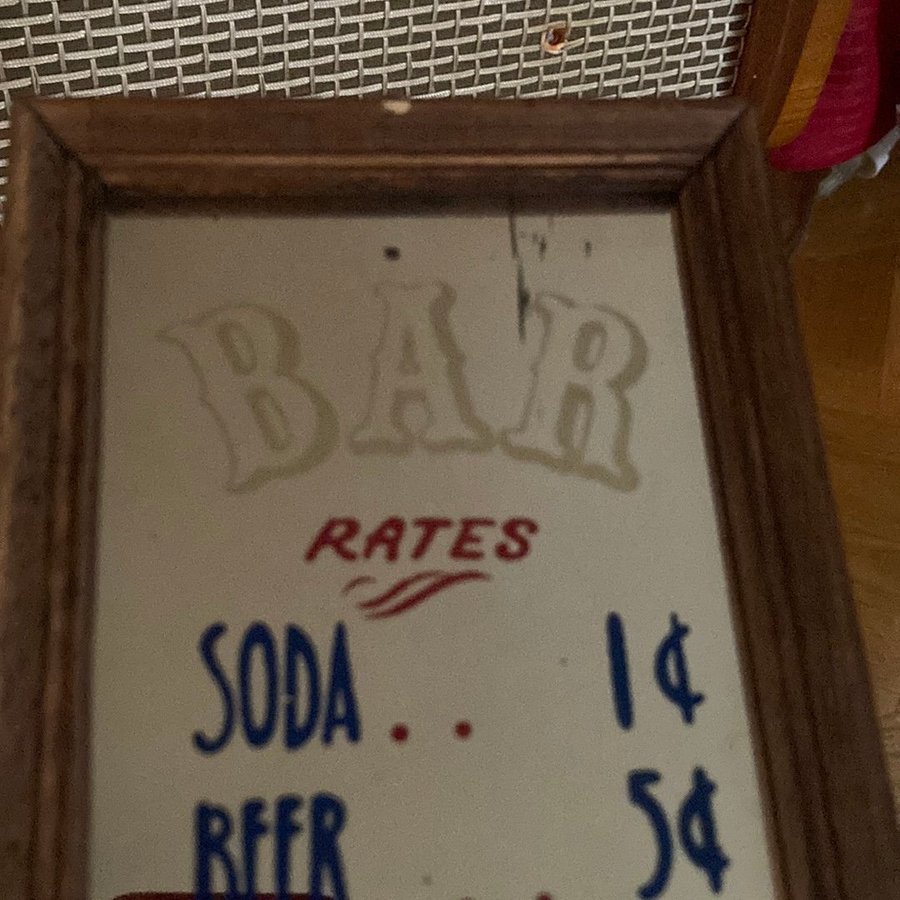 BAR
RATES
SODA . . 1¢
BEER 5¢